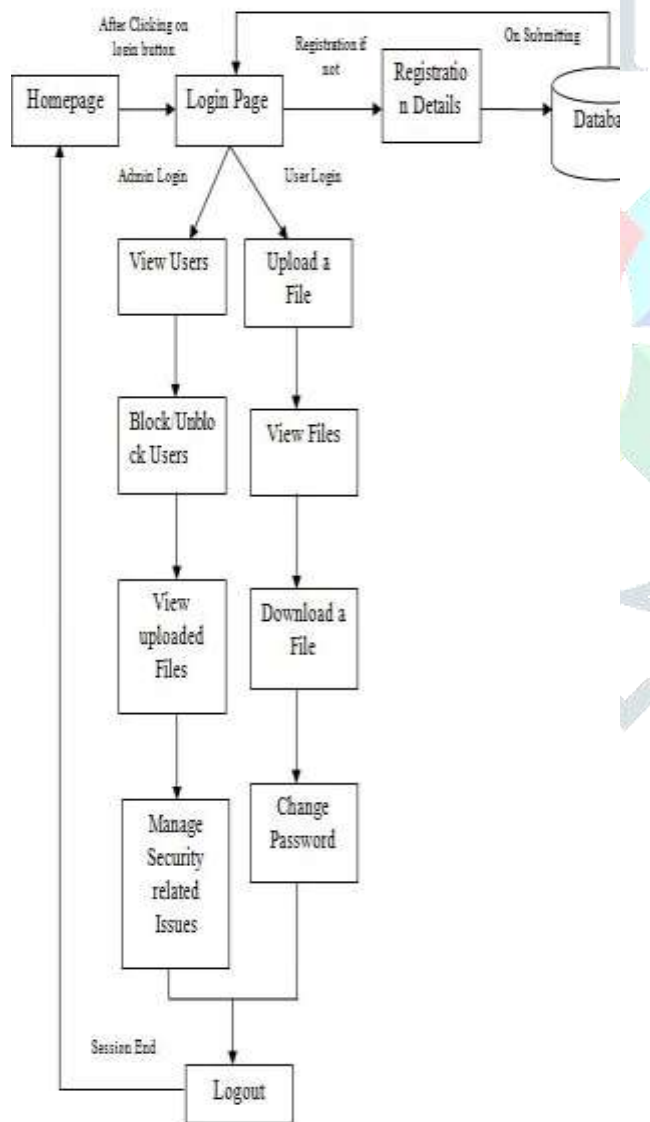 After Clicking on
login button
On Submitting
Registration if
not
Homepage
Login Page
Registratio
n Details
Databa
Admin Login
User Login
View Users
Upload a
File
Block/Unblo
ck Users
View Files
View
uploaded
Files
Download a
File
Manage
Security
related
Issues
Change
Password
Session End
Logout